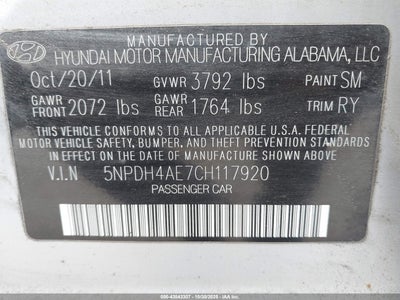 MANUFACTURED BY
HYUNDAI MOTOR MANUFACTURING ALABAMA, LLC
Oct/20/11 GVWR 3792 lbs PAINT SM
GAWR FRONT 2072 lbs GAWR REAR 1764 lbs TRIM RY
THIS VEHICLE CONFORMS TO ALL APPLICABLE U.S.A FEDERAL
MOTOR VEHICLE SAFETY, BUMPER, AND THEFT PREVENTION
STANDARDS IN EFFECT ON THE DATE OF MANUFACTURE SHOWN ABOVE.
V.I.N 5NPDH4AE7CH117920
PASSENGER CAR